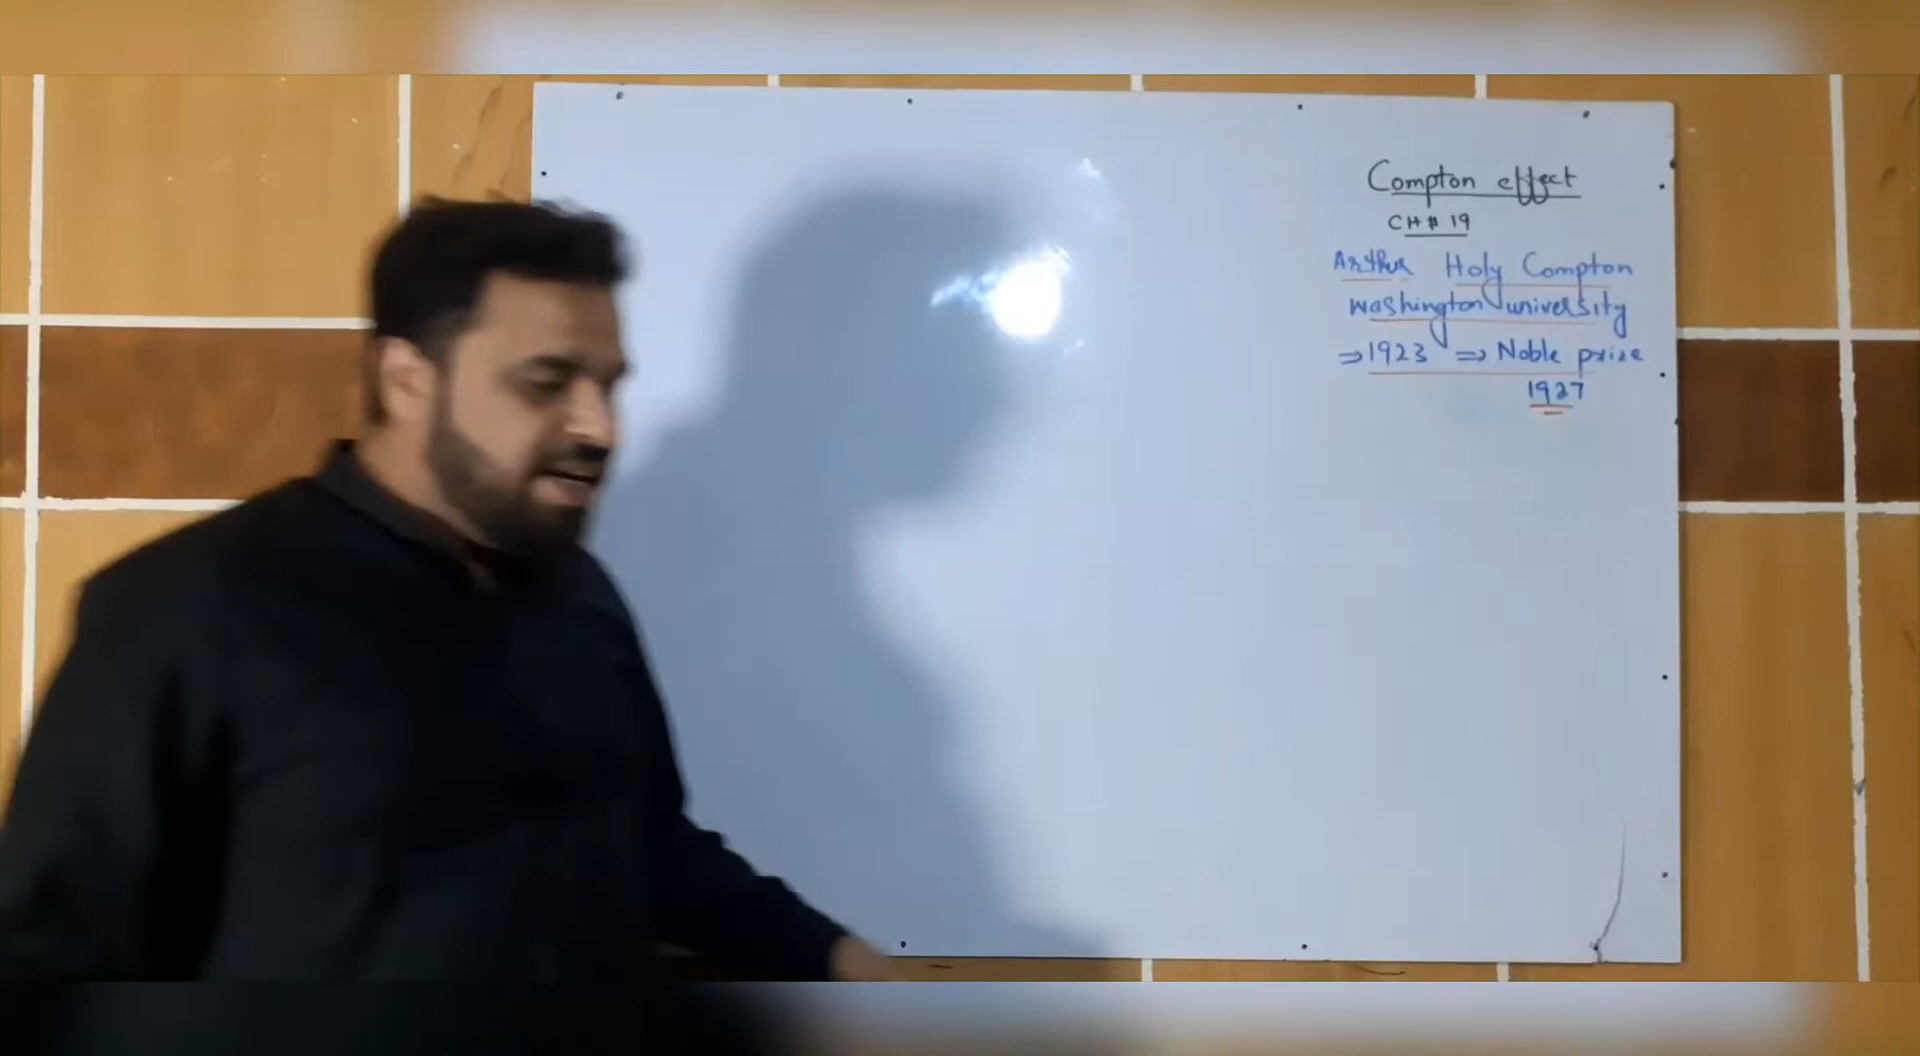 Compton effect
CH # 19
Arthur Holy Compton
Washington university
⇒ 1923 ⇒ Noble prize
1927